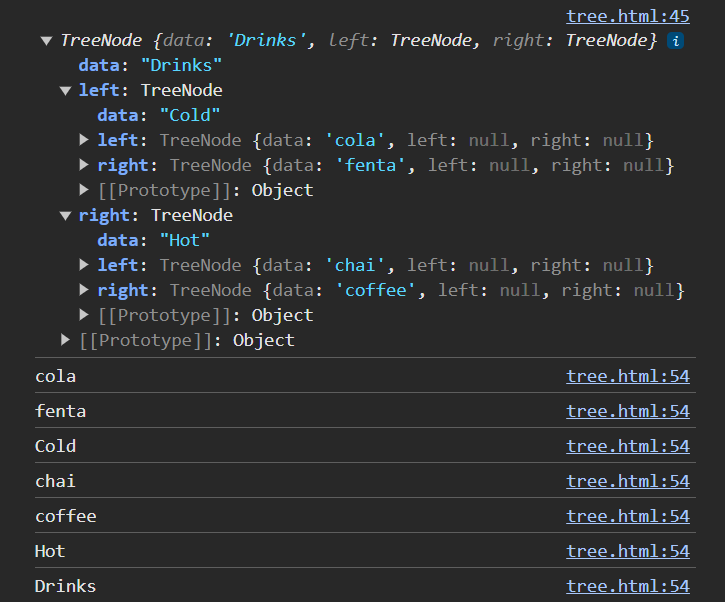 tree.html:45
▼ TreeNode {data: 'Drinks', left: TreeNode, right: TreeNode} i
data: "Drinks"
▼ left: TreeNode
data: "Cold"
▶ left: TreeNode {data: 'cola', left: null, right: null}
▶ right: TreeNode {data: 'fenta', left: null, right: null}
▶ [[Prototype]]: Object
▼ right: TreeNode
data: "Hot"
▶ left: TreeNode {data: 'chai', left: null, right: null}
▶ right: TreeNode {data: 'coffee', left: null, right: null}
▶ [[Prototype]]: Object
▶ [[Prototype]]: Object
cola tree.html:54
fenta tree.html:54
Cold tree.html:54
chai tree.html:54
coffee tree.html:54
Hot tree.html:54
Drinks tree.html:54